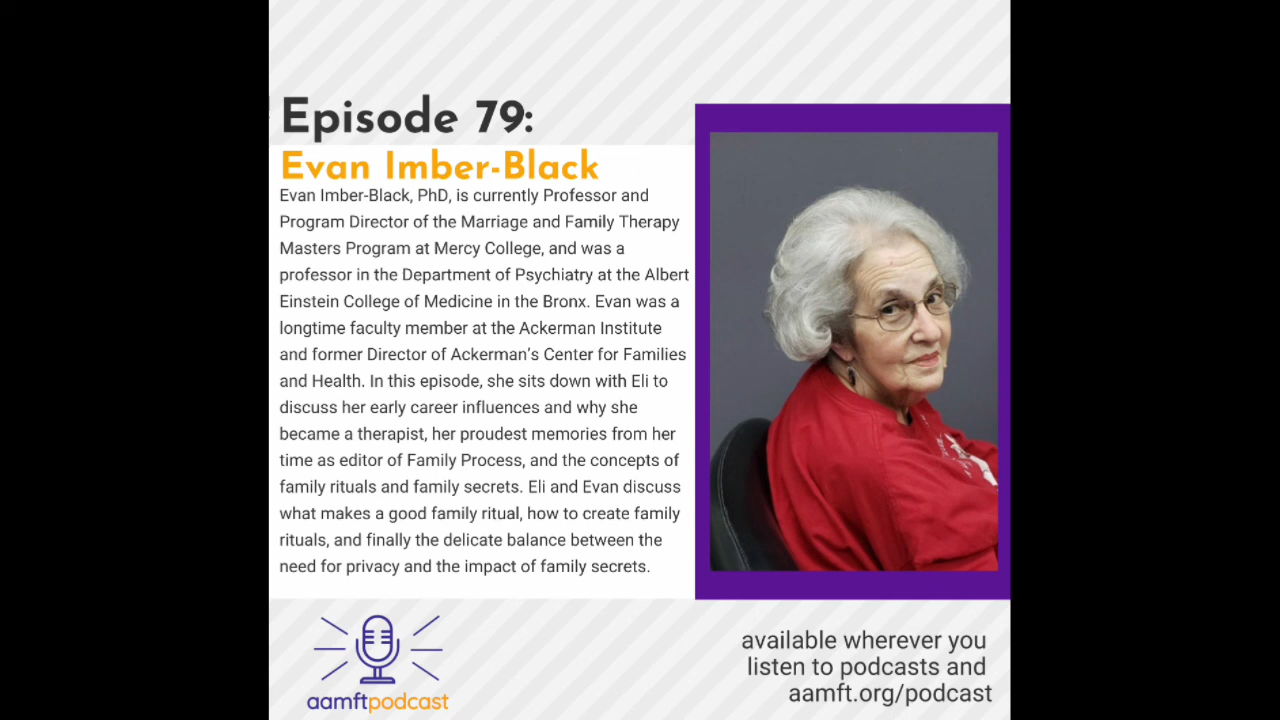 Episode 79:
Evan Imber-Black
Evan Imber-Black, PhD, is currently Professor and
Program Director of the Marriage and Family Therapy
Masters Program at Mercy College, and was a
professor in the Department of Psychiatry at the Albert
Einstein College of Medicine in the Bronx. Evan was a
longtime faculty member at the Ackerman Institute
and former Director of Ackerman's Center for Families
and Health. In this episode, she sits down with Eli to
discuss her early career influences and why she
became a therapist, her proudest memories from her
time as editor of Family Process, and the concepts of
family rituals and family secrets. Eli and Evan discuss
what makes a good family ritual, how to create family
rituals, and finally the delicate balance between the
need for privacy and the impact of family secrets.
aamftpodcast
available wherever you
listen to podcasts and
aamft.org/podcast